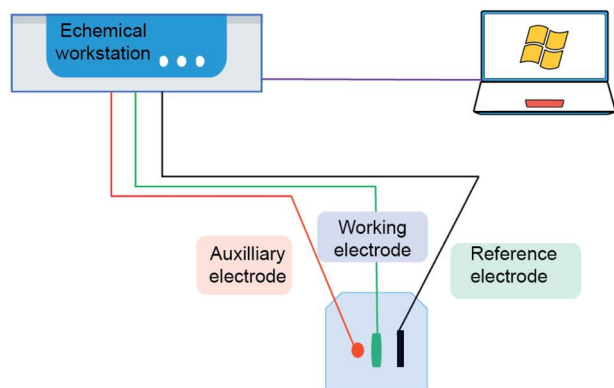 Echemical
workstation
Auxilliary
electrode
Working
electrode
Reference
electrode